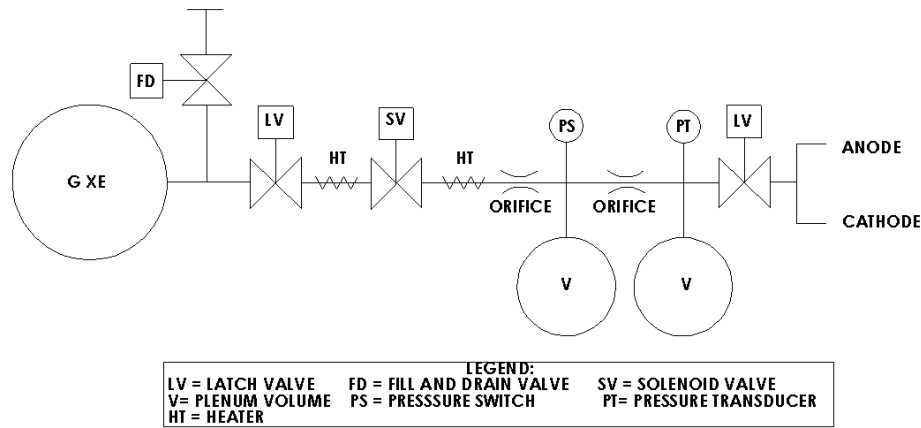 FD
LV
SV
PS
PT
LV
HT
HT
G XE
ANODE
ORIFICE
ORIFICE
CATHODE
V
V
LEGEND:
LV = LATCH VALVE FD = FILL AND DRAIN VALVE SV = SOLENOID VALVE
V= PLENUM VOLUME PS = PRESSSURE SWITCH PT= PRESSURE TRANSDUCER
HT = HEATER